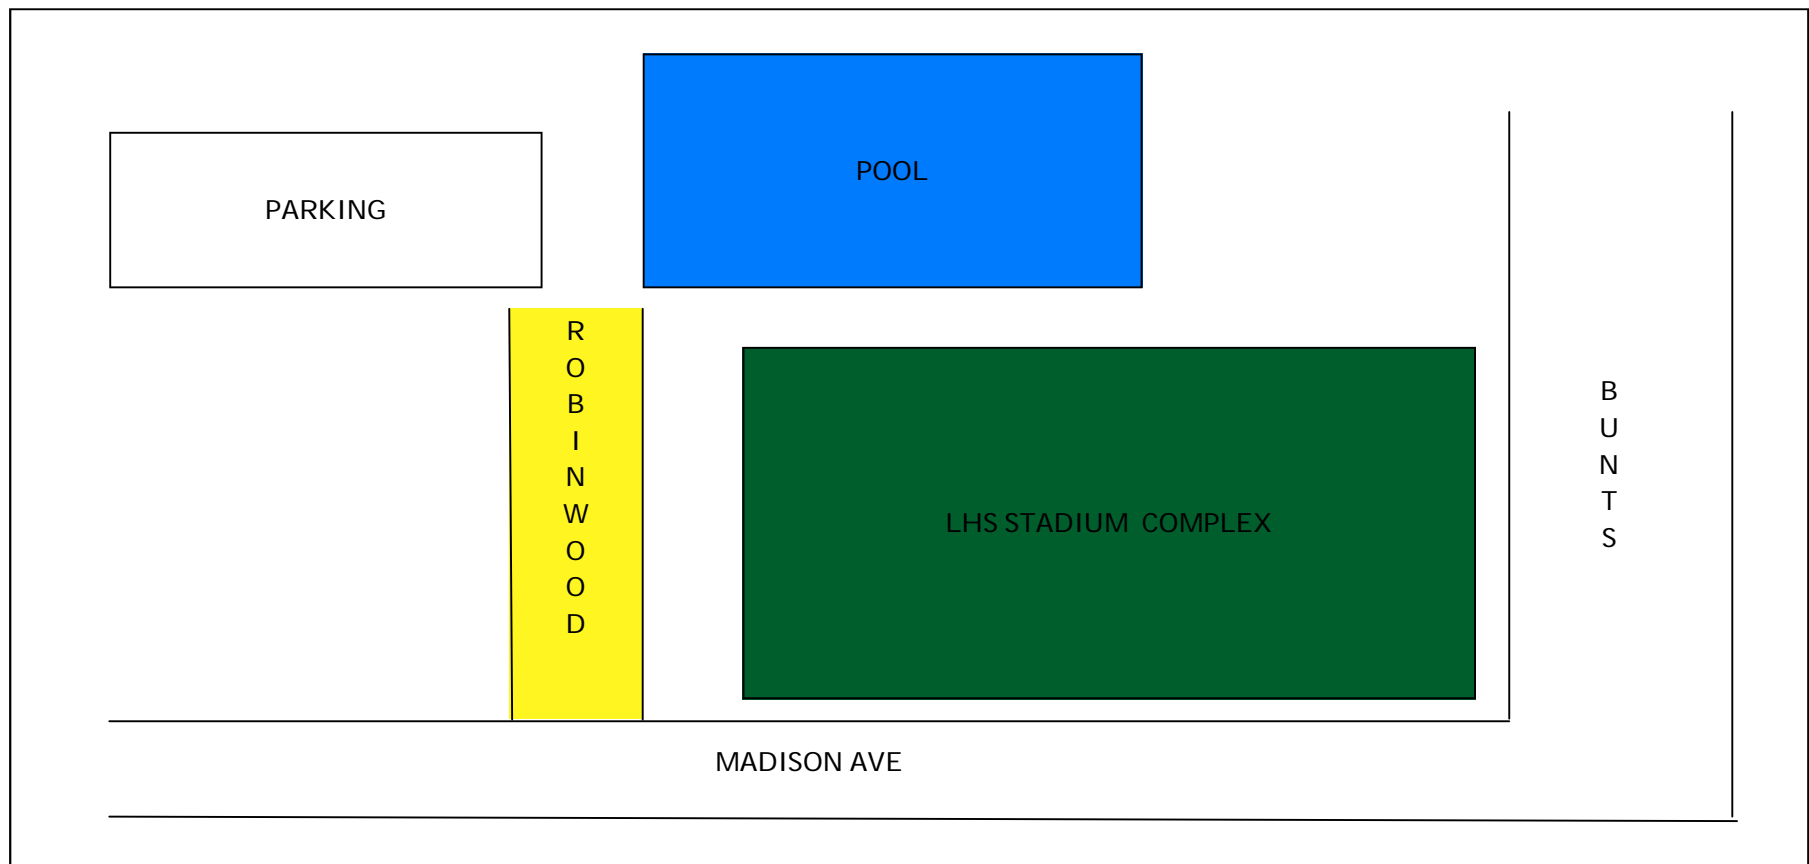 POOL
PARKING
ROBINWOOD
BUNTS
LHS STADIUM COMPLEX
MADISON AVE